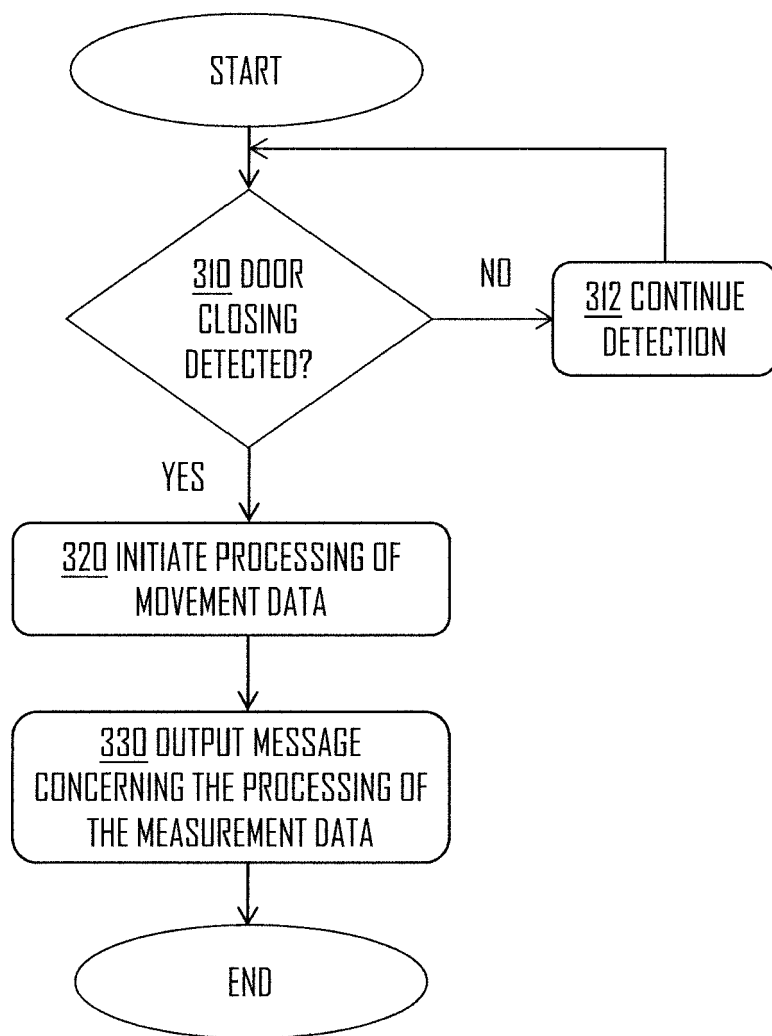 START
310 DOOR
CLOSING
DETECTED?
NO
312 CONTINUE
DETECTION
YES
320 INITIATE PROCESSING OF
MOVEMENT DATA
330 OUTPUT MESSAGE
CONCERNING THE PROCESSING OF
THE MEASUREMENT DATA
END